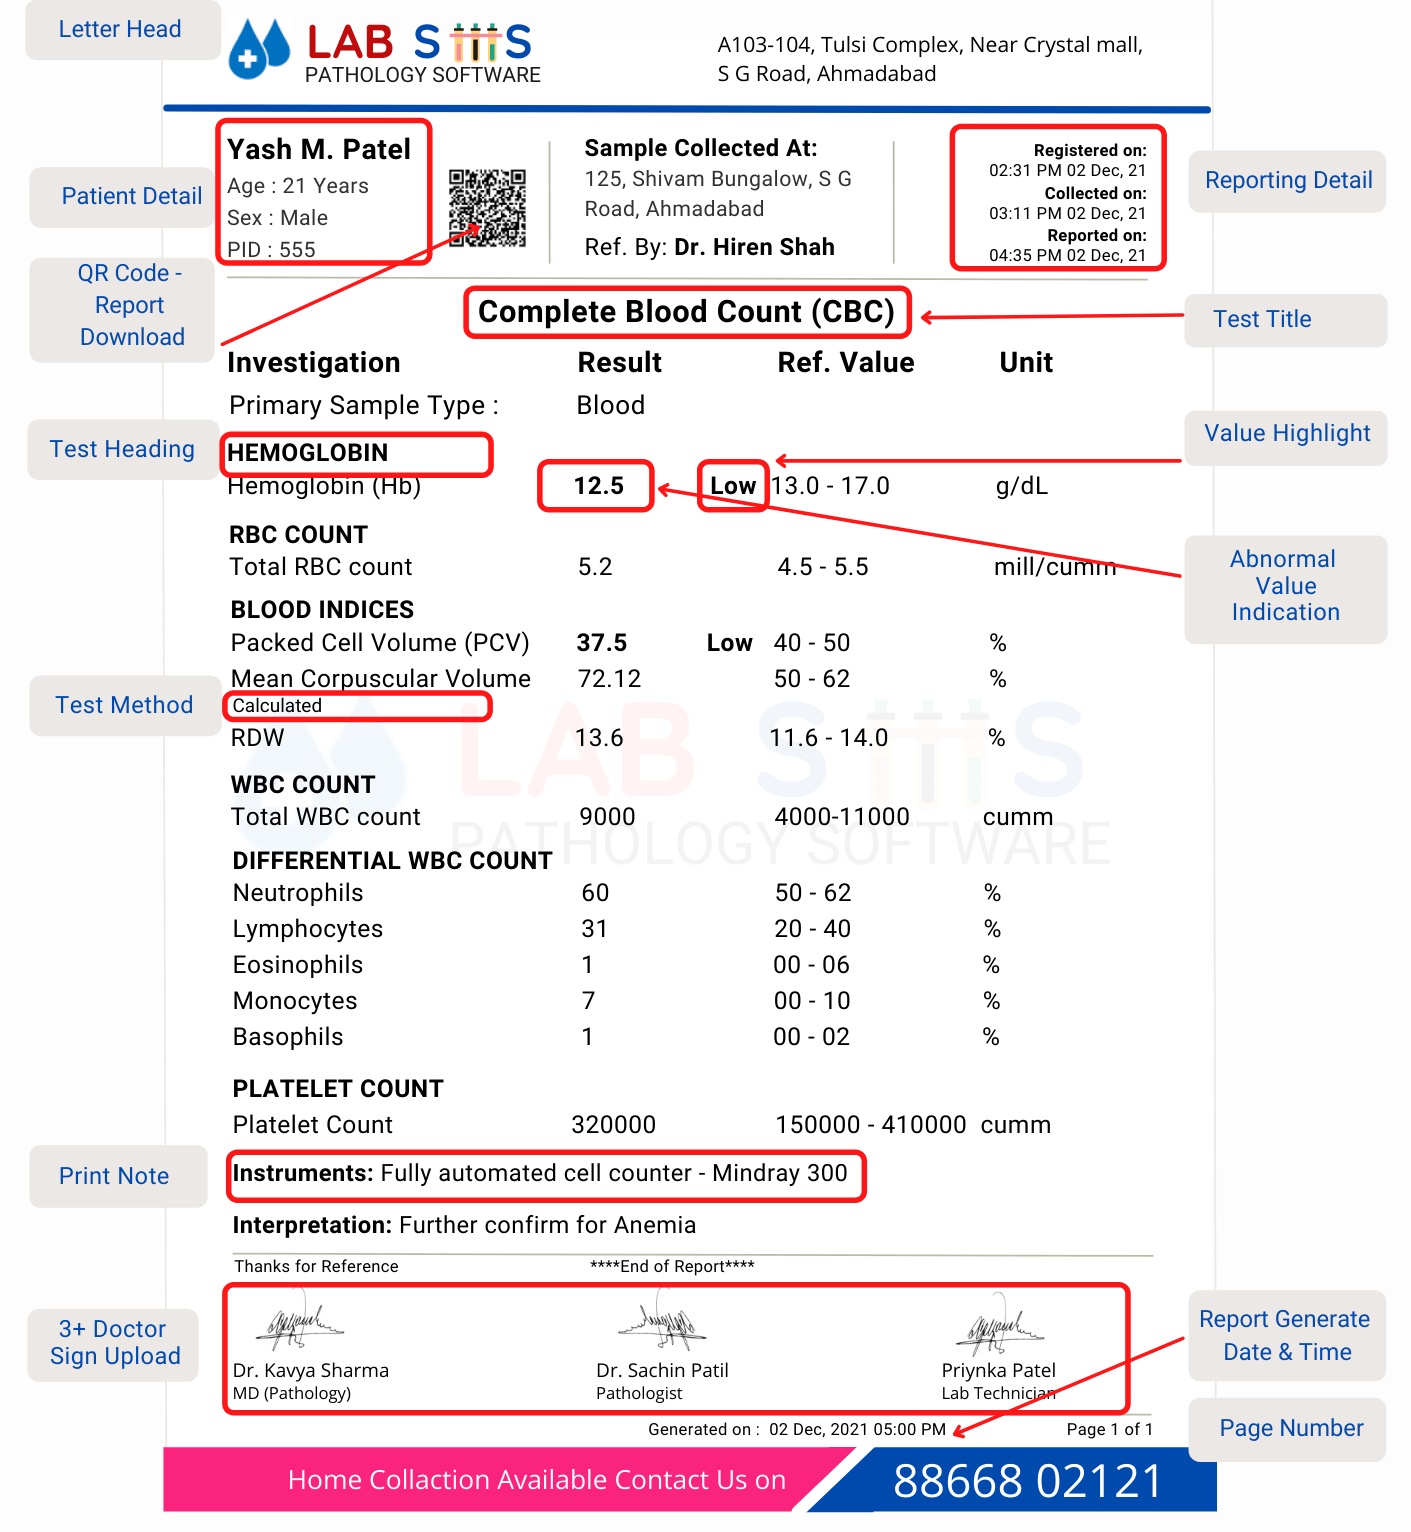 Letter Head
LAB S S
PATHOLOGY SOFTWARE
A103-104, Tulsi Complex, Near Crystal mall,
S G Road, Ahmadabad
Yash M. Patel
Age : 21 Years
Sex : Male
PID : 555
Sample Collected At:
125, Shivam Bungalow, S G
Road, Ahmadabad
Ref. By: Dr. Hiren Shah
Registered on:
02:31 PM 02 Dec, 21
Collected on:
03:11 PM 02 Dec, 21
Reported on:
04:35 PM 02 Dec, 21
Patient Detail
Reporting Detail
QR Code -
Report
Download
Complete Blood Count (CBC)
Test Title
Investigation Result Ref. Value Unit
Primary Sample Type : Blood
Test Heading
Value Highlight
HEMOGLOBIN
Hemoglobin (Hb) 12.5 Low 13.0 - 17.0 g/dL
RBC COUNT
Total RBC count 5.2 4.5 - 5.5 mill/cumm
Abnormal
Value
Indication
BLOOD INDICES
Packed Cell Volume (PCV) 37.5 Low 40 - 50 %
Mean Corpuscular Volume 72.12 50 - 62 %
Test Method
Calculated
RDW 13.6 11.6 - 14.0 %
LAB S S
PATHOLOGY SOFTWARE
WBC COUNT
Total WBC count 9000 4000-11000 cumm
DIFFERENTIAL WBC COUNT
Neutrophils 60 50 - 62 %
Lymphocytes 31 20 - 40 %
Eosinophils 1 00 - 06 %
Monocytes 7 00 - 10 %
Basophils 1 00 - 02 %
PLATELET COUNT
Platelet Count 320000 150000 - 410000 cumm
Print Note
Instruments: Fully automated cell counter - Mindray 300
Interpretation: Further confirm for Anemia
Thanks for Reference ****End of Report****
3+ Doctor
Sign Upload
Dr. Kavya Sharma
MD (Pathology)
Dr. Sachin Patil
Pathologist
Priynka Patel
Lab Technician
Report Generate
Date & Time
Generated on : 02 Dec, 2021 05:00 PM Page 1 of 1
Page Number
Home Collaction Available Contact Us on 88668 02121